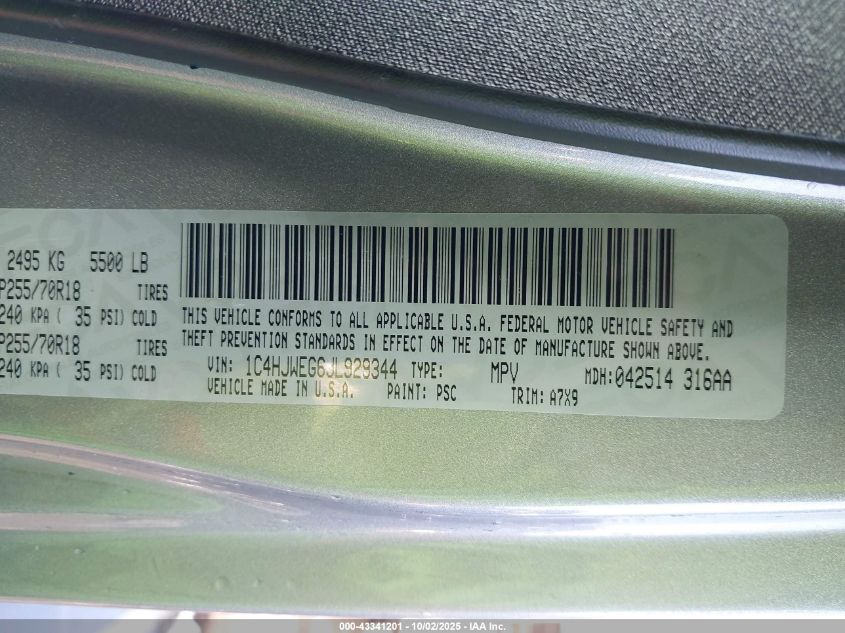 2495 KG 5500 LB
P255/70R18 TIRES
240 KPA ( 35 PSI) COLD
P255/70R18 TIRES
240 KPA ( 35 PSI) COLD
THIS VEHICLE CONFORMS TO ALL APPLICABLE U.S.A. FEDERAL MOTOR VEHICLE SAFETY AND
THEFT PREVENTION STANDARDS IN EFFECT ON THE DATE OF MANUFACTURE SHOWN ABOVE.
VIN: 1C4HJWEG6JL929344 TYPE: MPV MDH: 042514 316AA
VEHICLE MADE IN U.S.A. PAINT: PSC TRIM: A7X9
000-43341201 - 10/02/2025 - IAA Inc.